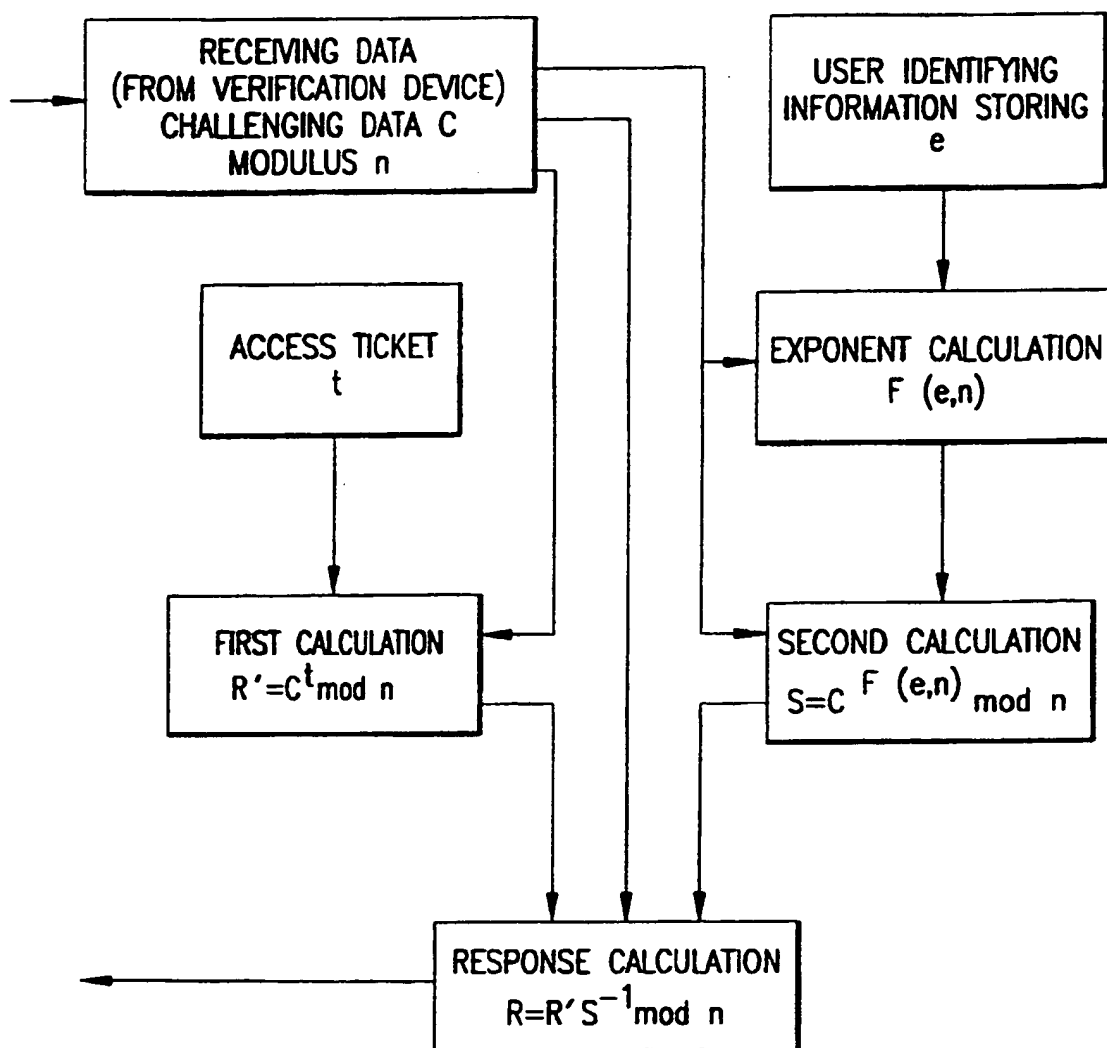 RECEIVING DATA
(FROM VERIFICATION DEVICE)
CHALLENGING DATA C
MODULUS n
USER IDENTIFYING
INFORMATION STORING
e
ACCESS TICKET
t
EXPONENT CALCULATION
F (e,n)
FIRST CALCULATION
R'=C^t mod n
SECOND CALCULATION
S=C^F (e,n) mod n
RESPONSE CALCULATION
R=R'S^-1 mod n